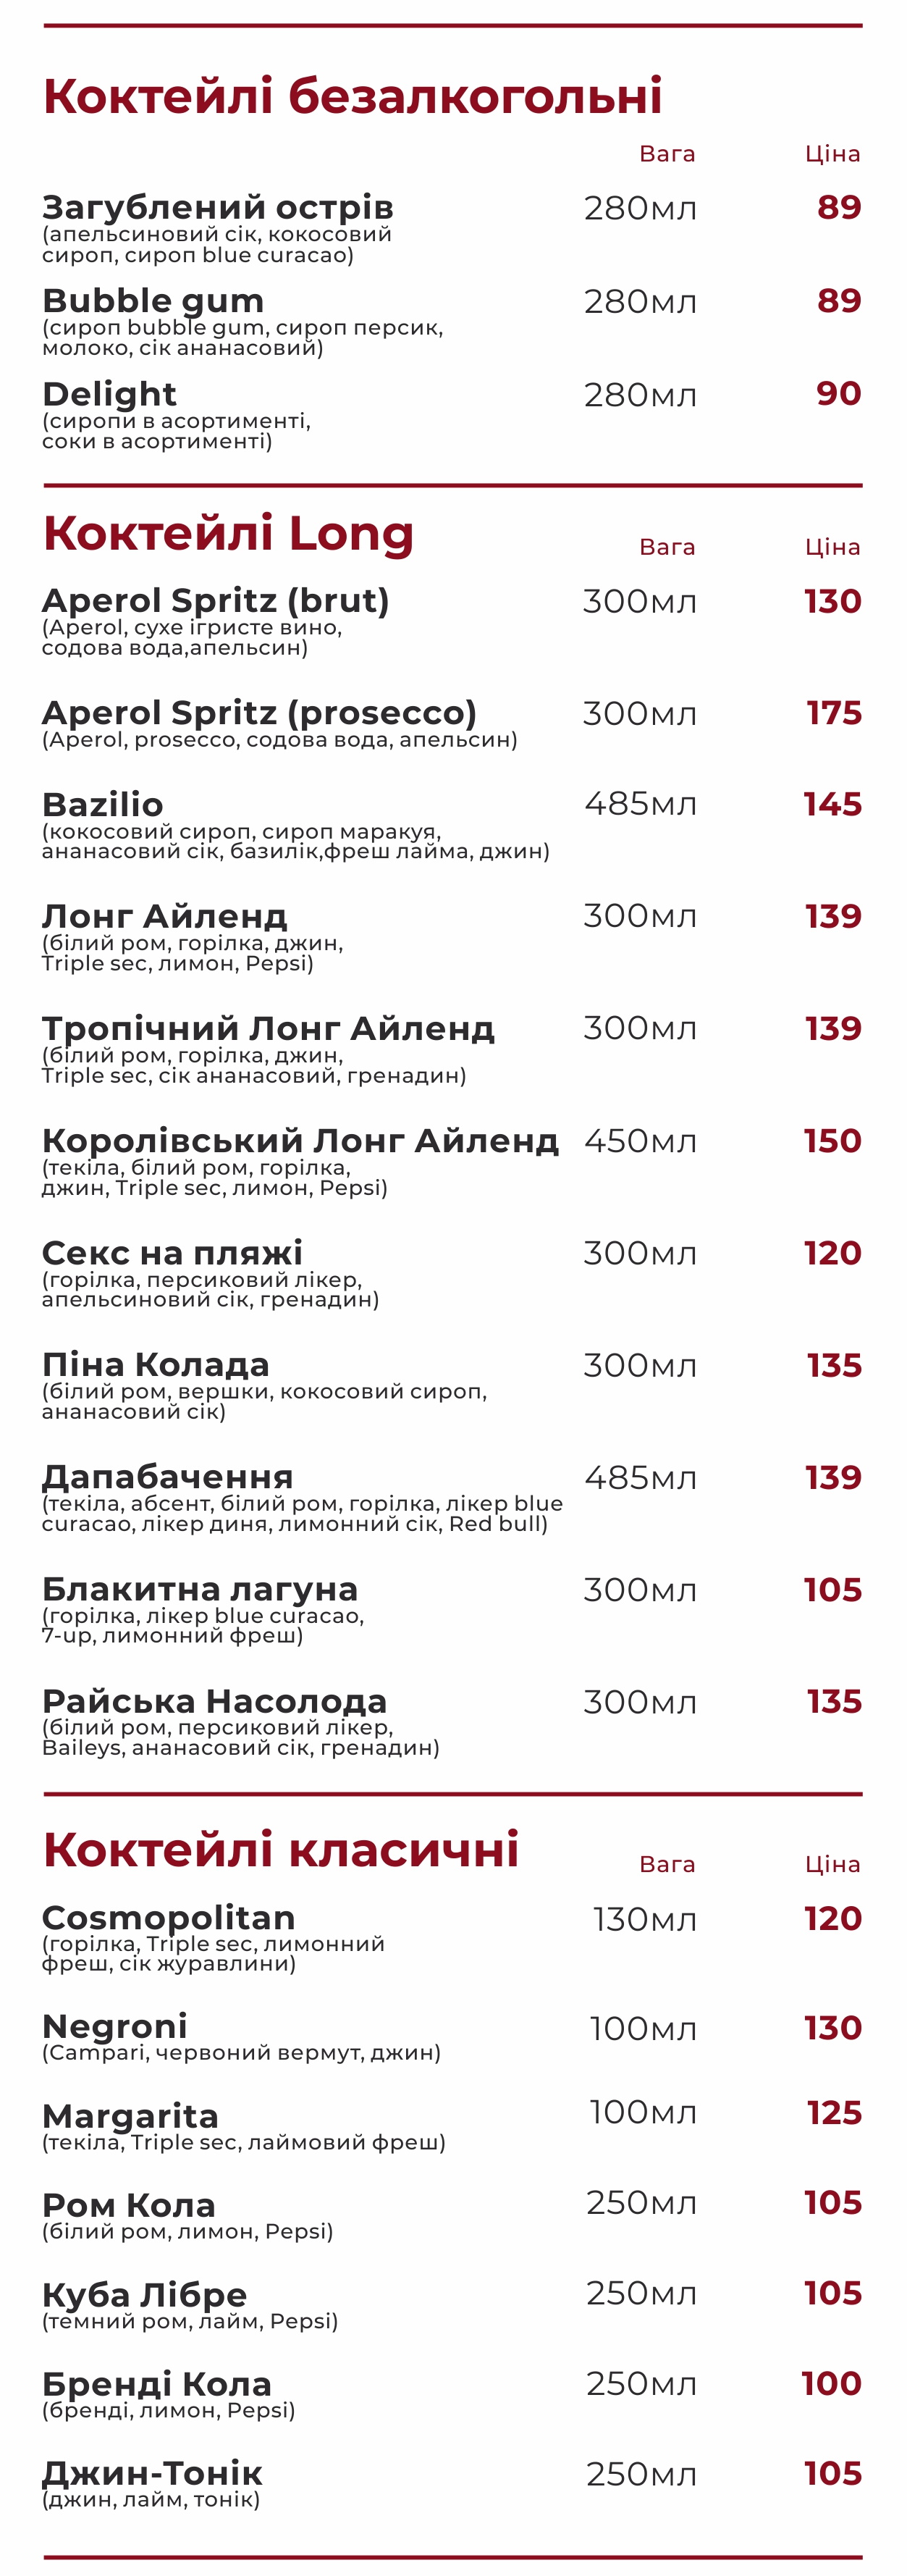 Коктейлі безалкогольні
Вага Ціна
Загублений острів 280мл 89
(апельсиновий сік, кокосовий
сироп, сироп blue curacao)
Bubble gum 280мл 89
(сироп bubble gum, сироп персик,
молоко, сік ананасовий)
Delight 280мл 90
(сиропи в асортименті,
соки в асортименті)
Коктейлі Long Вага Ціна
Aperol Spritz (brut) 300мл 130
(Aperol, сухе ігристе вино,
содова вода,апельсин)
Aperol Spritz (prosecco) 300мл 175
(Aperol, prosecco, содова вода, апельсин)
Bazilio 485мл 145
(кокосовий сироп, сироп маракуя,
ананасовий сік, базилік,фреш лайма, джин)
Лонг Айленд 300мл 139
(білий ром, горілка, джин,
Triple sec, лимон, Pepsi)
Тропічний Лонг Айленд 300мл 139
(білий ром, горілка, джин,
Triple sec, сік ананасовий, гренадин)
Королівський Лонг Айленд 450мл 150
(текіла, білий ром, горілка,
джин, Triple sec, лимон, Pepsi)
Секс на пляжі 300мл 120
(горілка, персиковий лікер,
апельсиновий сік, гренадин)
Піна Колада 300мл 135
(білий ром, вершки, кокосовий сироп,
ананасовий сік)
Дапабачення 485мл 139
(текіла, абсент, білий ром, горілка, лікер blue
curacao, лікер диня, лимонний сік, Red bull)
Блакитна лагуна 300мл 105
(горілка, лікер blue curacao,
7-up, лимонний фреш)
Райська Насолода 300мл 135
(білий ром, персиковий лікер,
Baileys, ананасовий сік, гренадин)
Коктейлі класичні Вага Ціна
Cosmopolitan 130мл 120
(горілка, Triple sec, лимонний
фреш, сік журавлини)
Negroni 100мл 130
(Campari, червоний вермут, джин)
Margarita 100мл 125
(текіла, Triple sec, лаймовий фреш)
Ром Кола 250мл 105
(білий ром, лимон, Pepsi)
Куба Лібре 250мл 105
(темний ром, лайм, Pepsi)
Бренді Кола 250мл 100
(бренді, лимон, Pepsi)
Джин-Тонік 250мл 105
(джин, лайм, тонік)